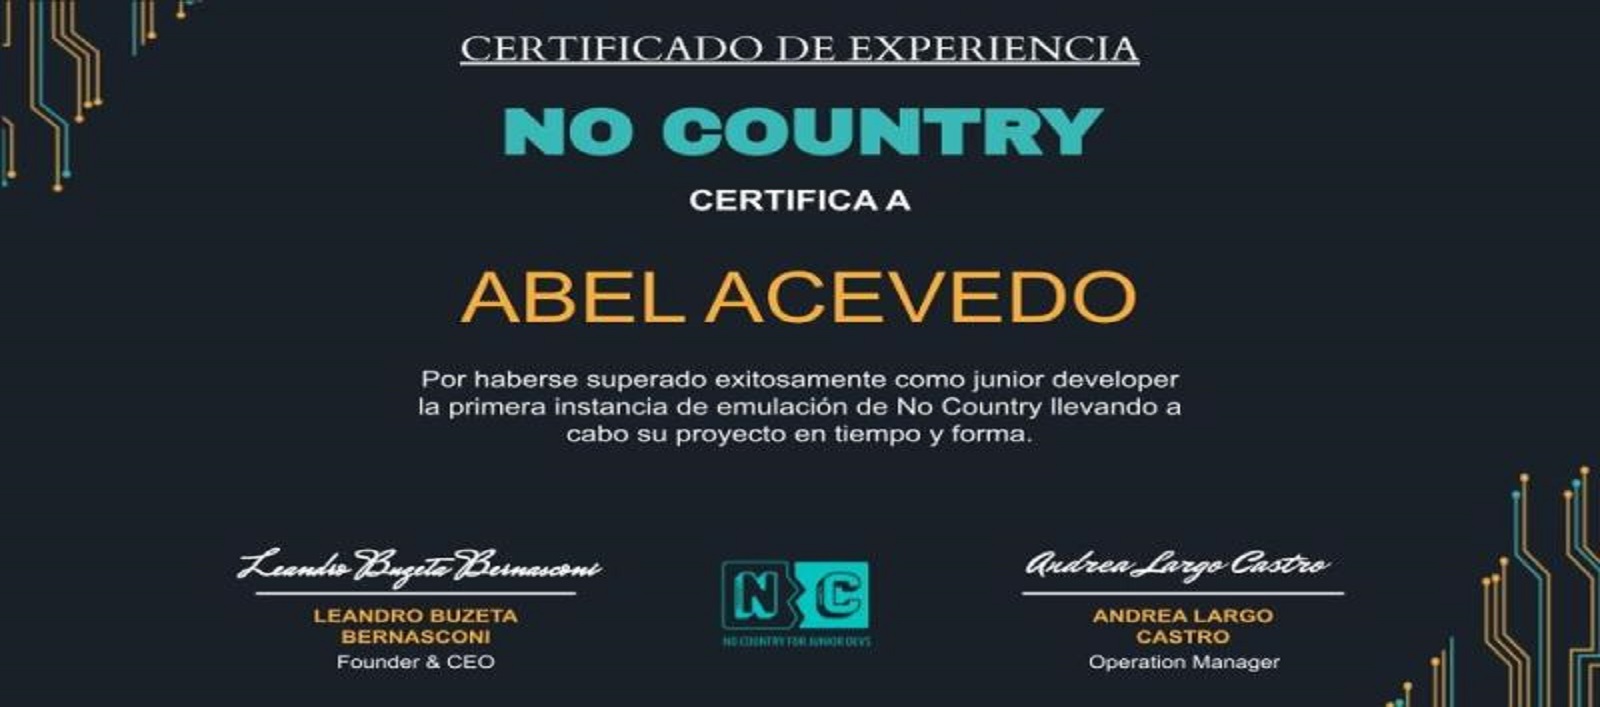 CERTIFICADO DE EXPERIENCIA
NO COUNTRY
CERTIFICA A
ABEL ACEVEDO
Por haberse superado exitosamente como junior developer
la primera instancia de emulación de No Country llevando a
cabo su proyecto en tiempo y forma.
Leandro Buzeta Bernasconi
LEANDRO BUZETA
BERNASCONI
Founder & CEO
NC
NO COUNTRY FOR JUNIOR DEVS
Andrea Largo Castro
ANDREA LARGO
CASTRO
Operation Manager